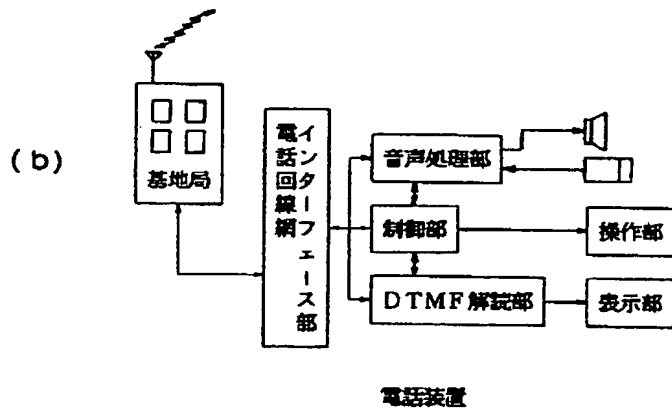 (b)
基地局
電話回線網
インターフェース部
音声処理部
制御部
操作部
DTMF解読部
表示部
電話装置